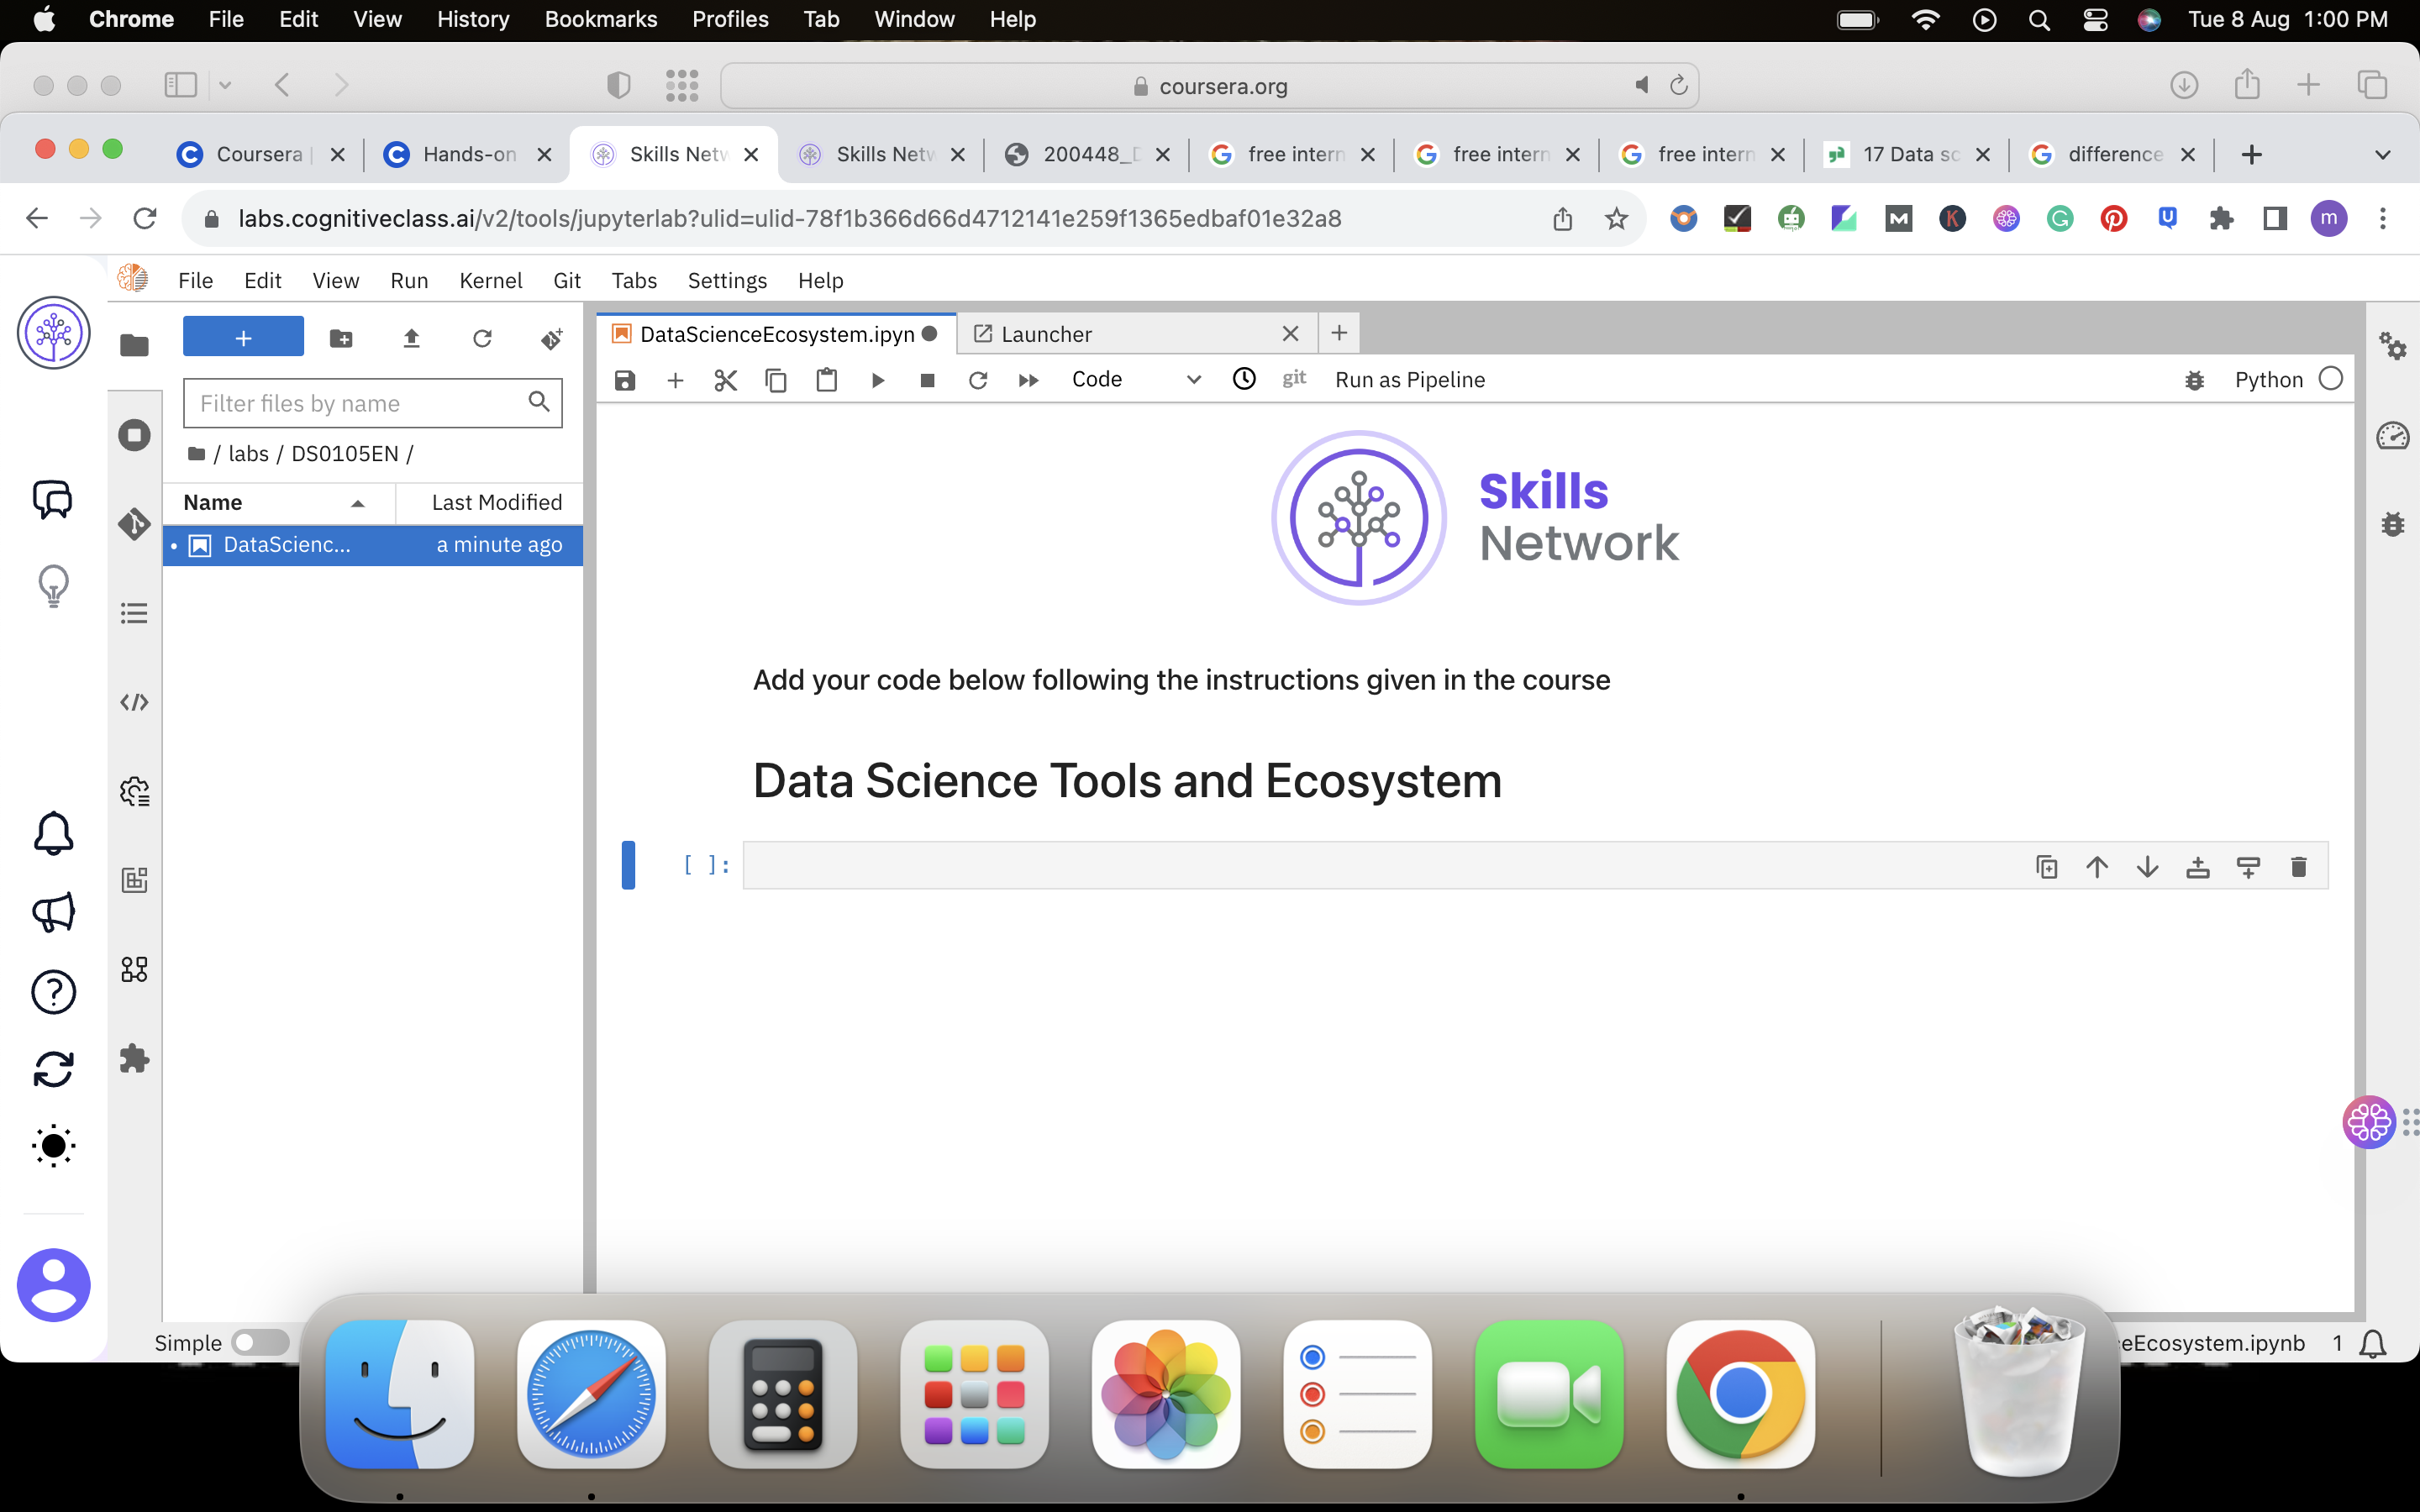 Chrome File Edit View History Bookmarks Profiles Tab Window Help Tue 8 Aug 1:00 PM
coursera.org
Coursera Hands-on Skills Netw Skills Netw 200448_D free intern free intern free intern 17 Data sc difference
labs.cognitiveclass.ai/v2/tools/jupyterlab?ulid=ulid-78f1b366d66d4712141e259f1365edbaf01e32a8 M K G U m
File Edit View Run Kernel Git Tabs Settings Help
DataScienceEcosystem.ipyn Launcher
Code git Run as Pipeline Python
Filter files by name
/ labs / DS0105EN /
Name Last Modified
DataScienc... a minute ago
Skills
Network
Add your code below following the instructions given in the course
Data Science Tools and Ecosystem
[ ]:
Simple eEcosystem.ipynb 1